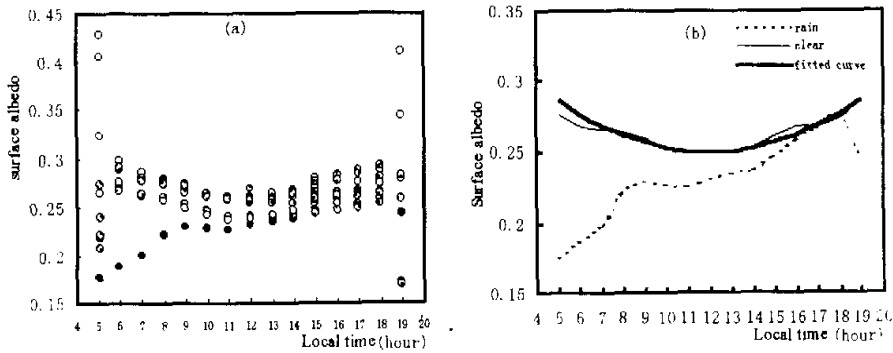 (a)
surface albedo
0.45
0.4
0.35
0.3
0.25
0.2
0.15
4 5 6 7 8 9 10 11 12 13 14 15 16 17 18 19 20
Local time(hour)
(b)
rain
clear
fitted curve
Surface albedo
0.35
0.3
0.25
0.2
0.15
4 5 6 7 8 9 10 11 12 13 14 15 16 17 18 19 20
Local time (hour)